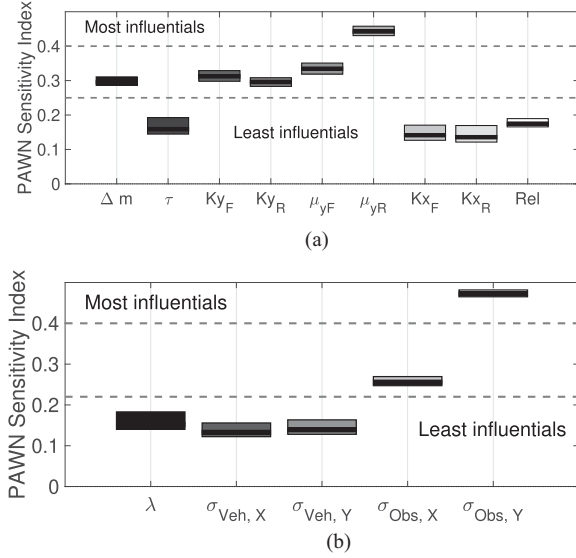 Most influentials
PAWN Sensitivity Index
0.4
0.3
0.2
0.1
0
Least influentials
Δ m
τ
Ky_F
Ky_R
μ_yF
μ_yR
Kx_F
Kx_R
Rel
(a)
Most influentials
PAWN Sensitivity Index
0.4
0.3
0.2
0.1
0
Least influentials
λ
σ_Veh, X
σ_Veh, Y
σ_Obs, X
σ_Obs, Y
(b)